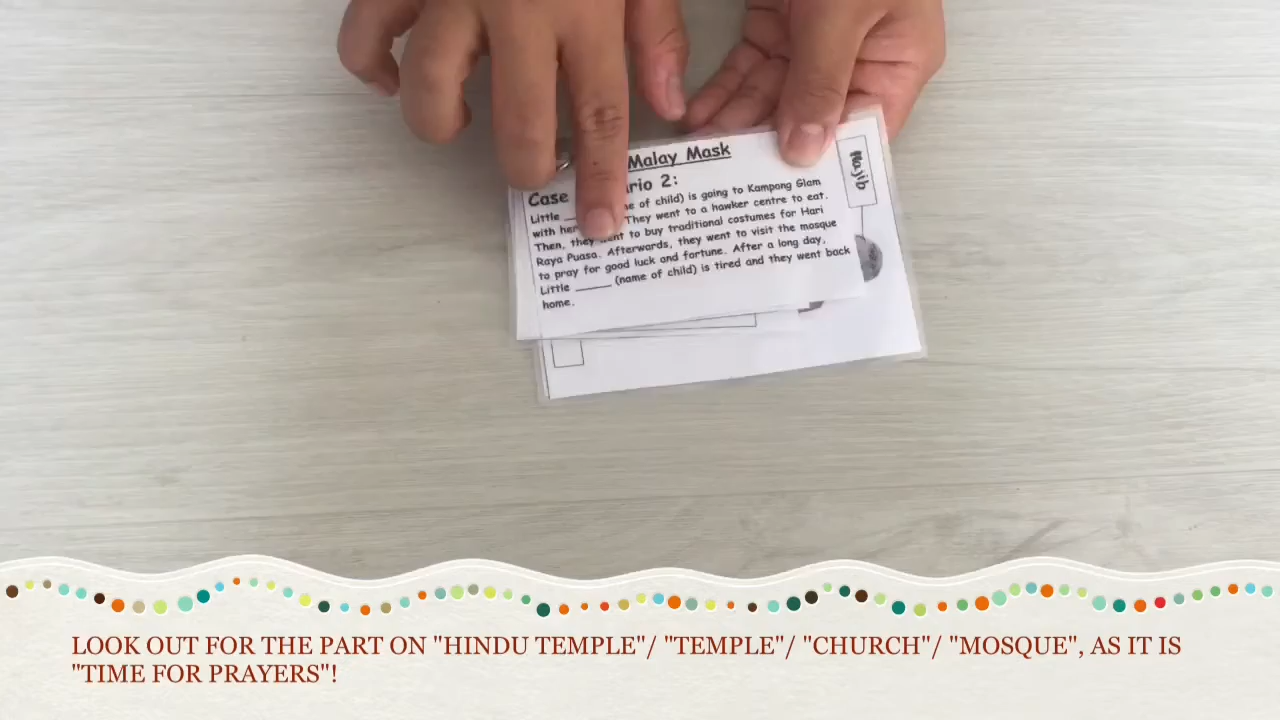 Malay Mask
Case ario 2:
Little of child) is going to Kampong Glam
with her They went to a hawker centre to eat.
Then, they went to buy traditional costumes for Hari
Raya Puasa. Afterwards, they went to visit the mosque
to pray for good luck and fortune. After a long day,
Little ______ (name of child) is tired and they went back
home.
Najib
LOOK OUT FOR THE PART ON "HINDU TEMPLE"/ "TEMPLE"/ "CHURCH"/ "MOSQUE", AS IT IS
"TIME FOR PRAYERS"!